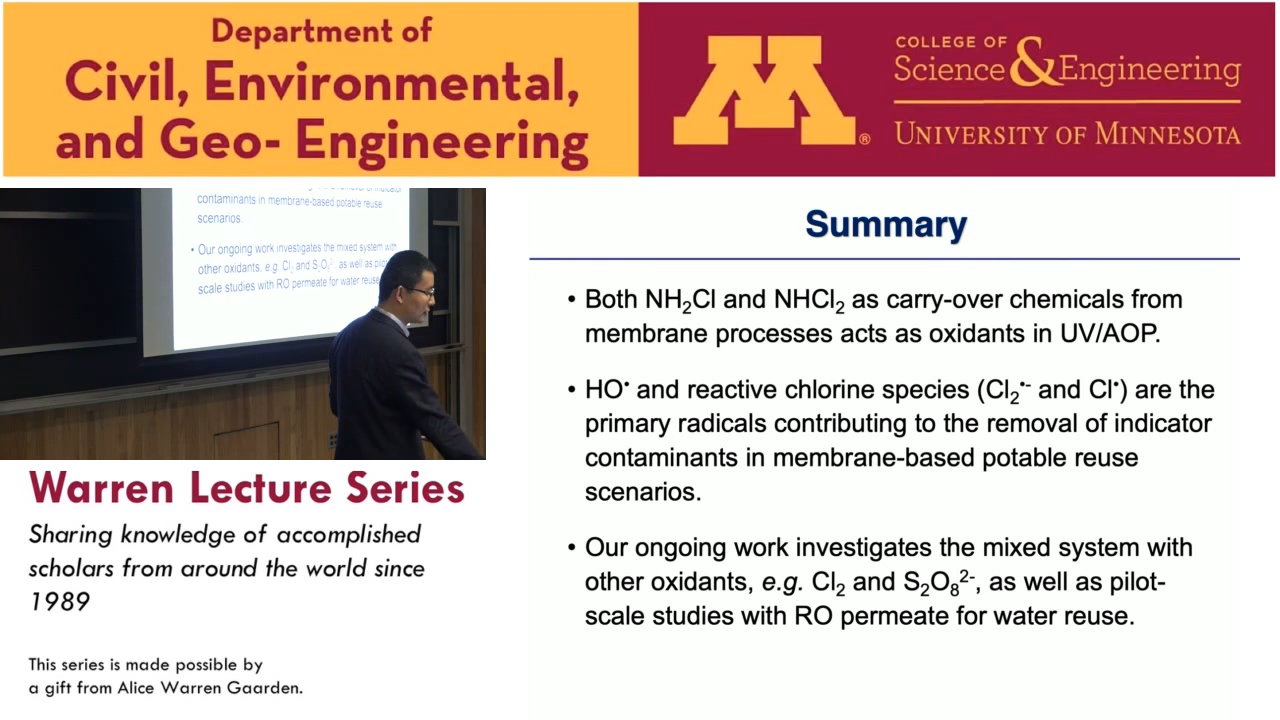 Department of
Civil, Environmental,
and Geo- Engineering
M®
COLLEGE OF
Science & Engineering
UNIVERSITY OF MINNESOTA
contaminants in membrane-based potable reuse
scenarios.
• Our ongoing work investigates the mixed system with
other oxidants, e.g. Cl₂ and S₂O₈²⁻, as well as pilot-
scale studies with RO permeate for water reuse
Warren Lecture Series
Sharing knowledge of accomplished
scholars from around the world since
1989
This series is made possible by
a gift from Alice Warren Gaarden.
Summary
• Both NH₂Cl and NHCl₂ as carry-over chemicals from
membrane processes acts as oxidants in UV/AOP.
• HO• and reactive chlorine species (Cl₂•⁻ and Cl•) are the
primary radicals contributing to the removal of indicator
contaminants in membrane-based potable reuse
scenarios.
• Our ongoing work investigates the mixed system with
other oxidants, e.g. Cl₂ and S₂O₈²⁻, as well as pilot-
scale studies with RO permeate for water reuse.